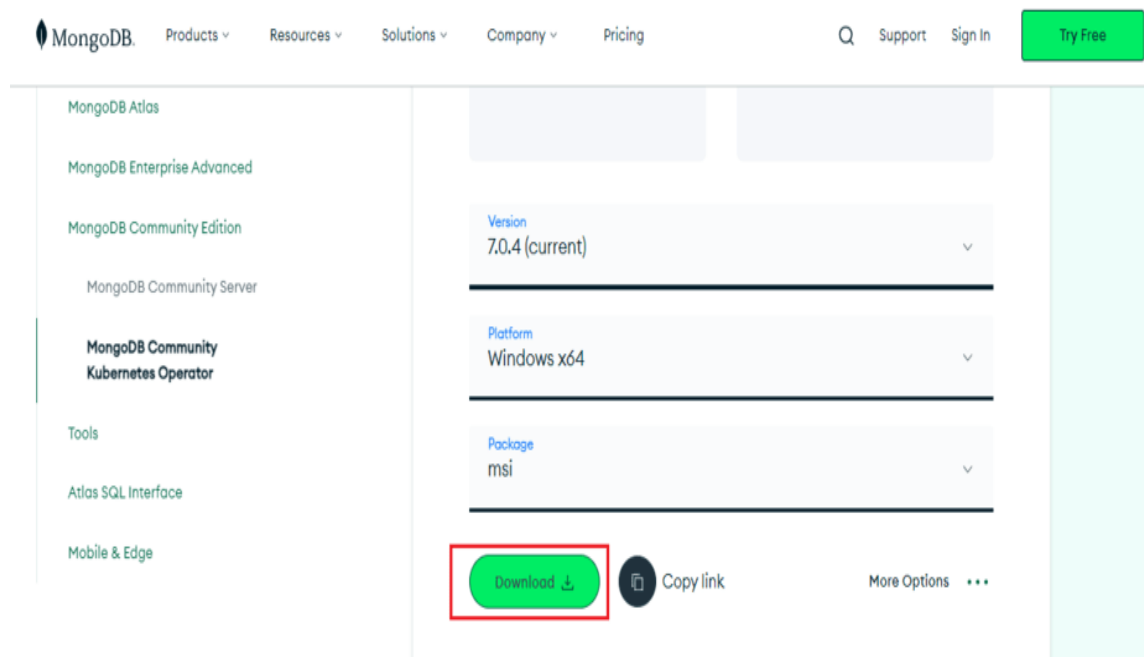 MongoDB. Products Resources Solutions Company Pricing Support Sign In Try Free
MongoDB Atlas
MongoDB Enterprise Advanced
MongoDB Community Edition
MongoDB Community Server
MongoDB Community
Kubernetes Operator
Tools
Atlas SQL Interface
Mobile & Edge
Version
7.0.4 (current)
Platform
Windows x64
Package
msi
Download Copy link More Options